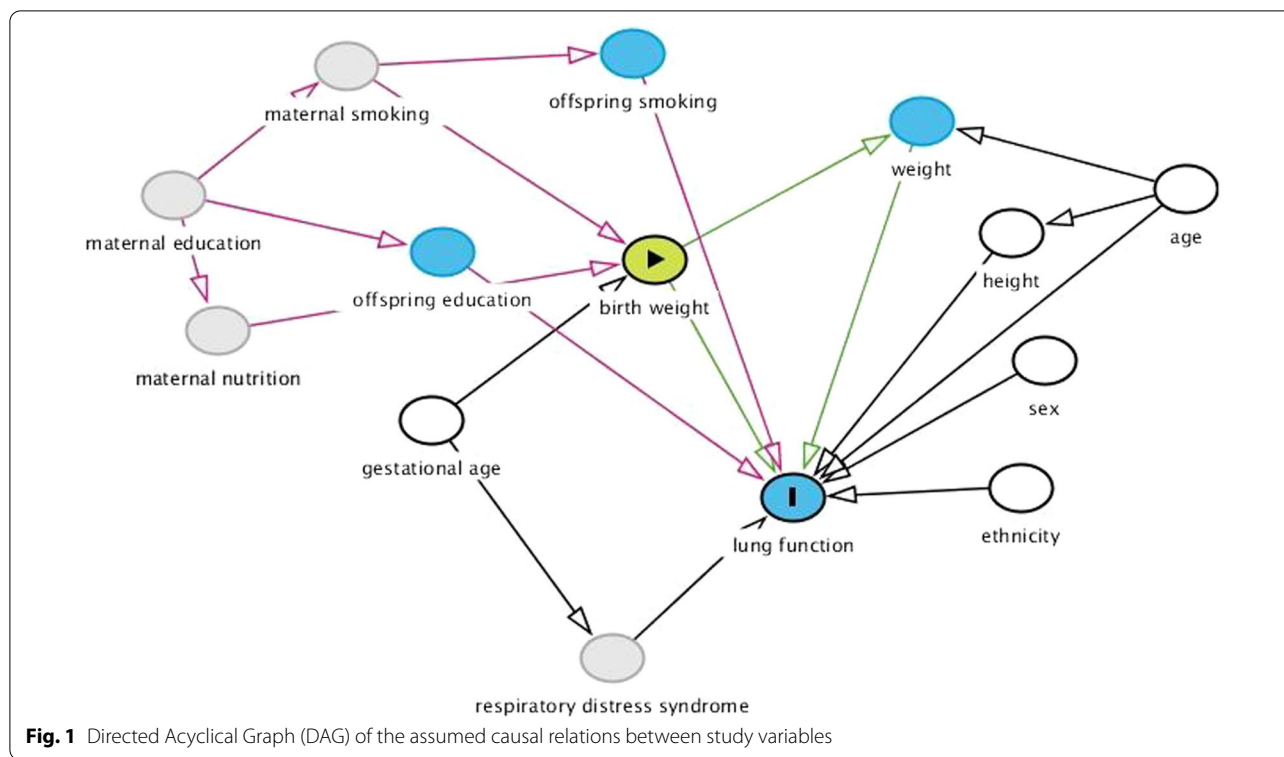 maternal smoking
offspring smoking
weight
maternal education
age
offspring education
birth weight
height
maternal nutrition
sex
gestational age
ethnicity
lung function
respiratory distress syndrome
Fig. 1 Directed Acyclical Graph (DAG) of the assumed causal relations between study variables